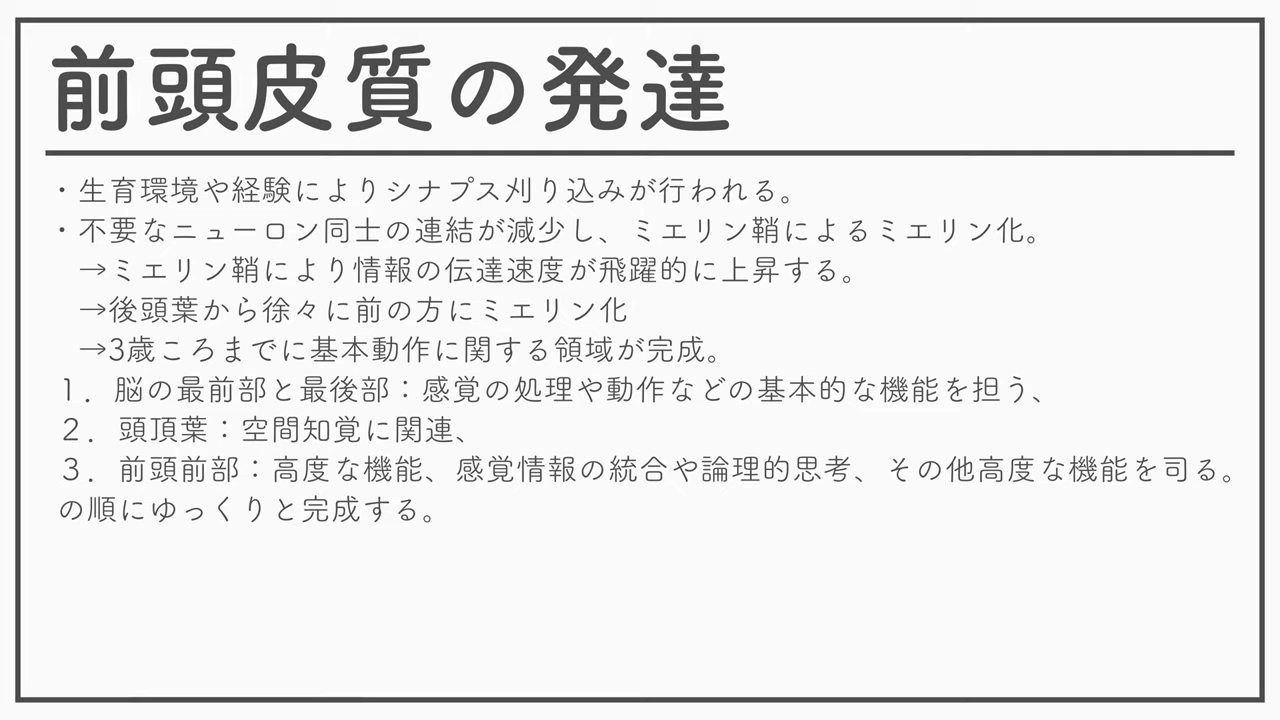 前頭皮質の発達
・生育環境や経験によりシナプス刈り込みが行われる。
・不要なニューロン同士の連結が減少し、ミエリン鞘によるミエリン化。
→ミエリン鞘により情報の伝達速度が飛躍的に上昇する。
→後頭葉から徐々に前の方にミエリン化
→3歳ころまでに基本動作に関する領域が完成。
１．脳の最前部と最後部：感覚の処理や動作などの基本的な機能を担う、
２．頭頂葉：空間知覚に関連、
３．前頭前部：高度な機能、感覚情報の統合や論理的思考、その他高度な機能を司る。
の順にゆっくりと完成する。